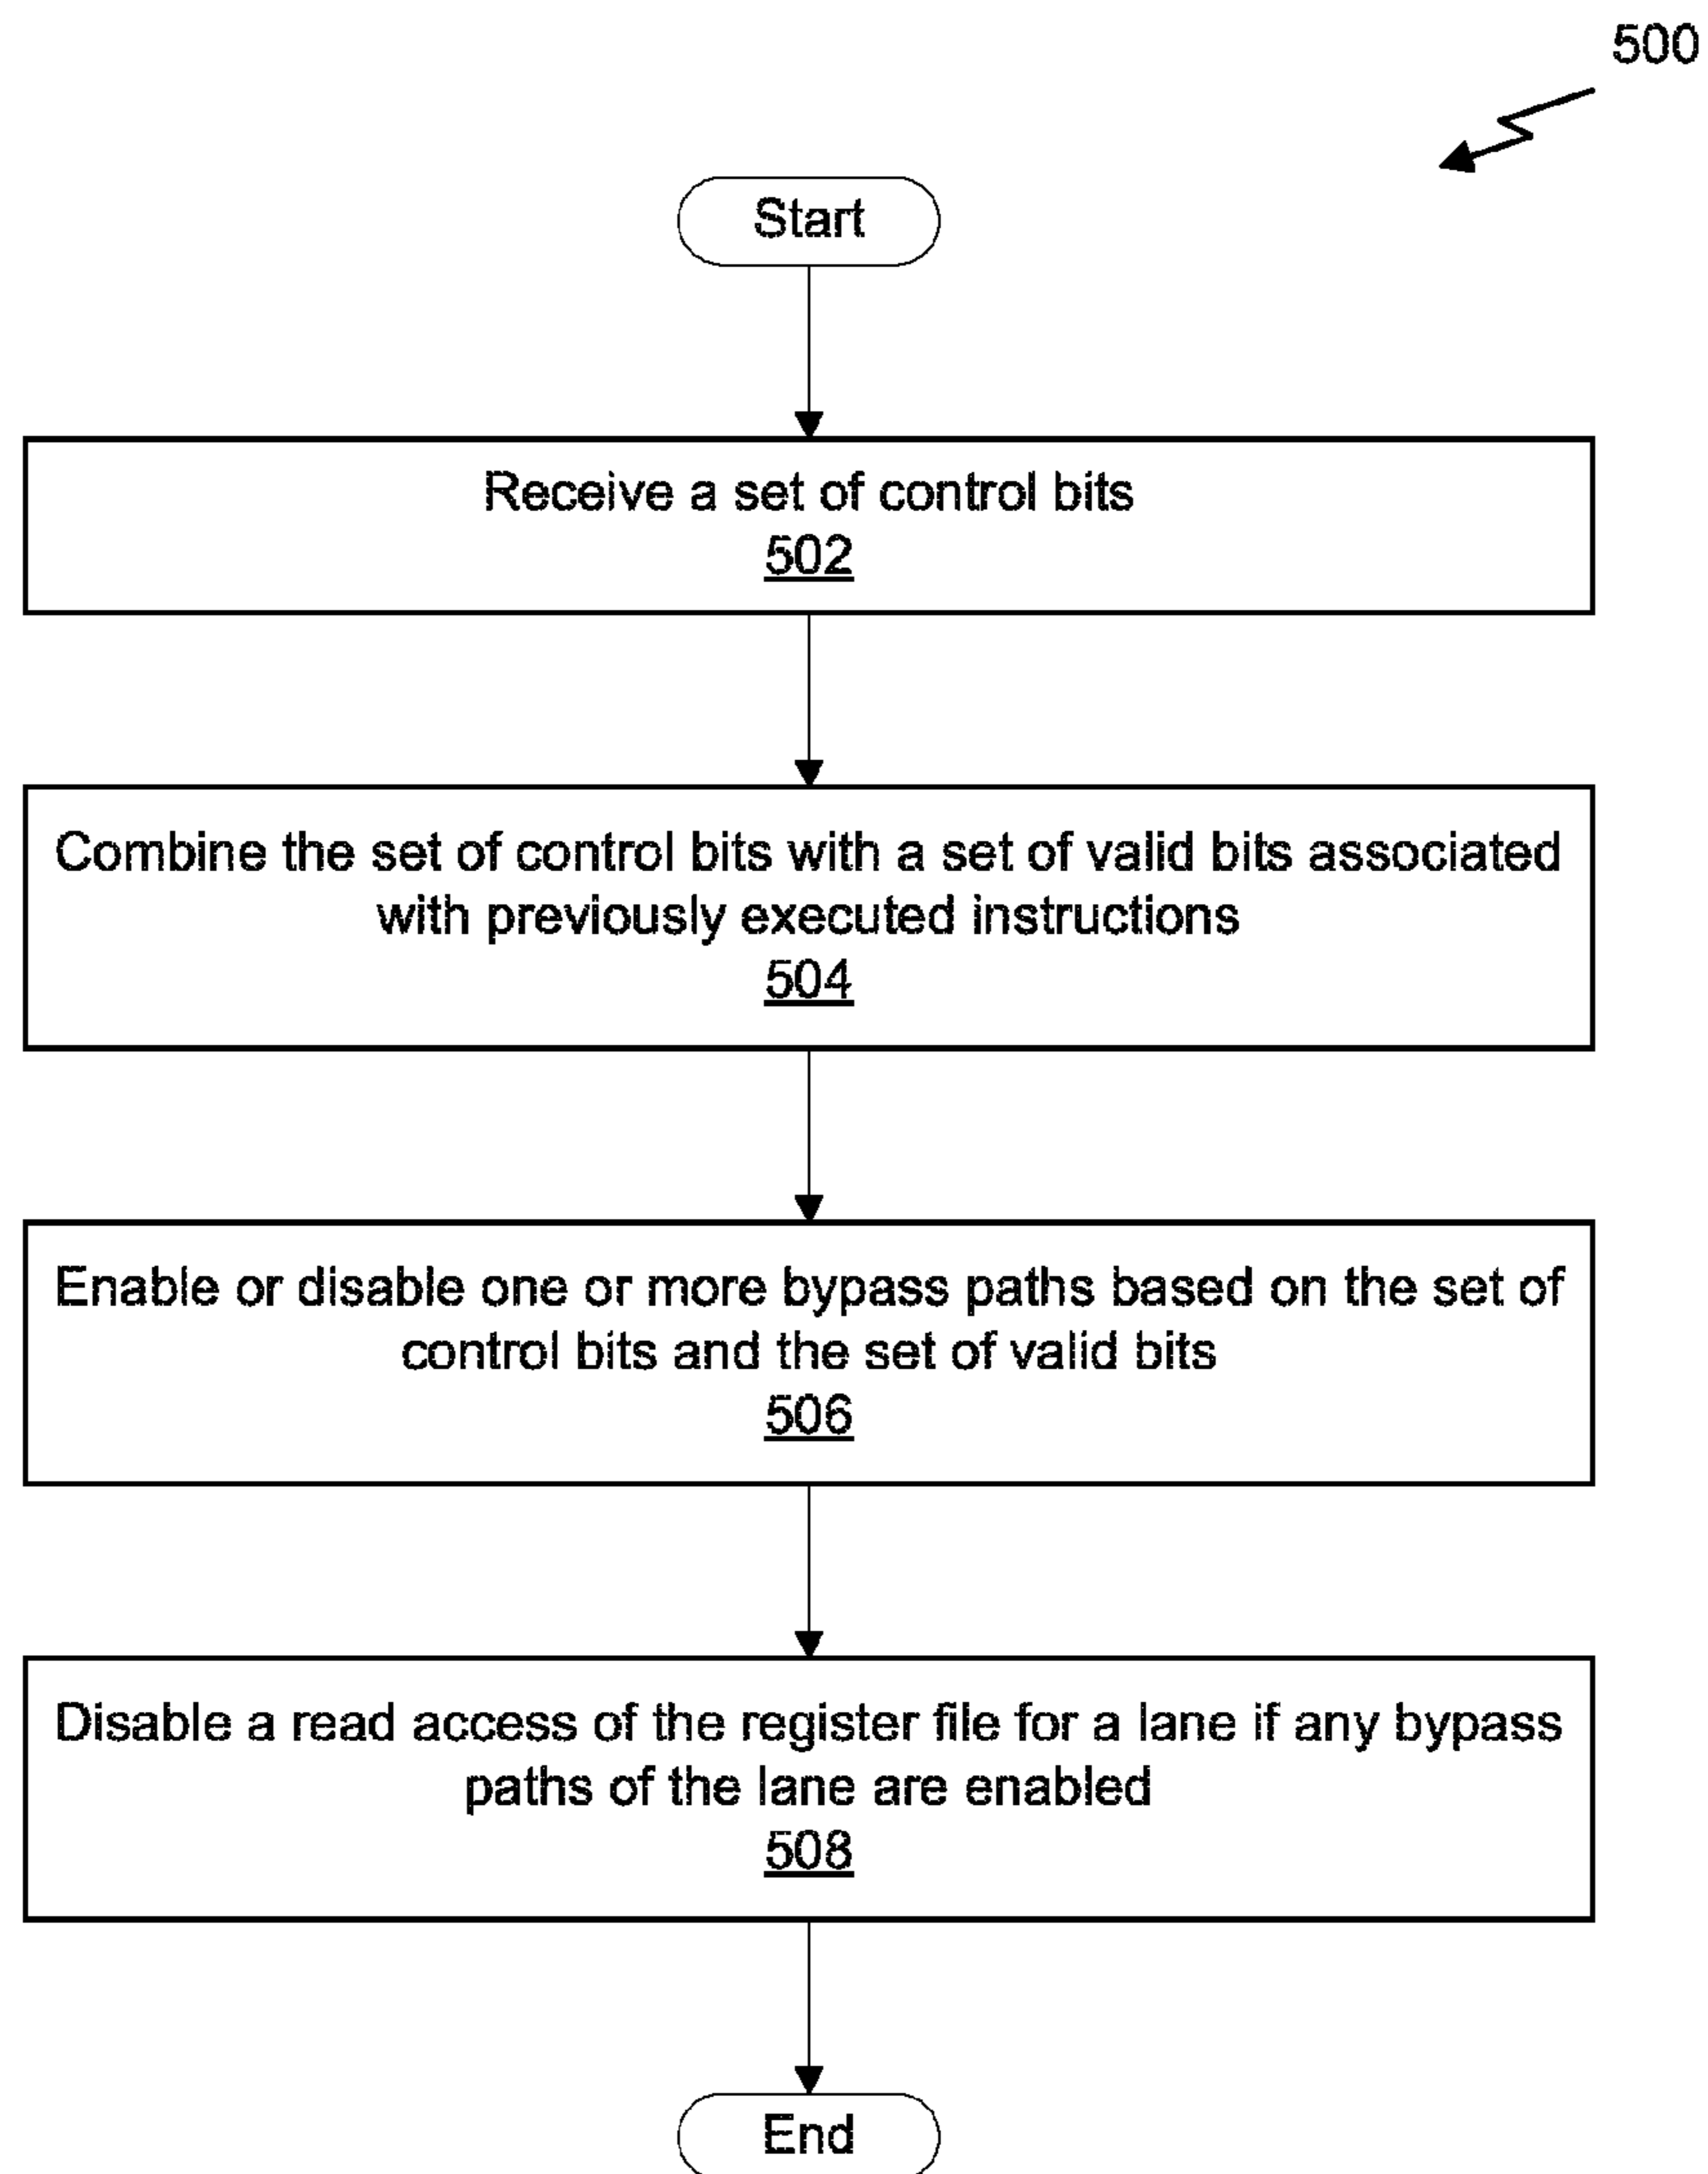 500
Start
Receive a set of control bits
502
Combine the set of control bits with a set of valid bits associated
with previously executed instructions
504
Enable or disable one or more bypass paths based on the set of
control bits and the set of valid bits
506
Disable a read access of the register file for a lane if any bypass
paths of the lane are enabled
508
End